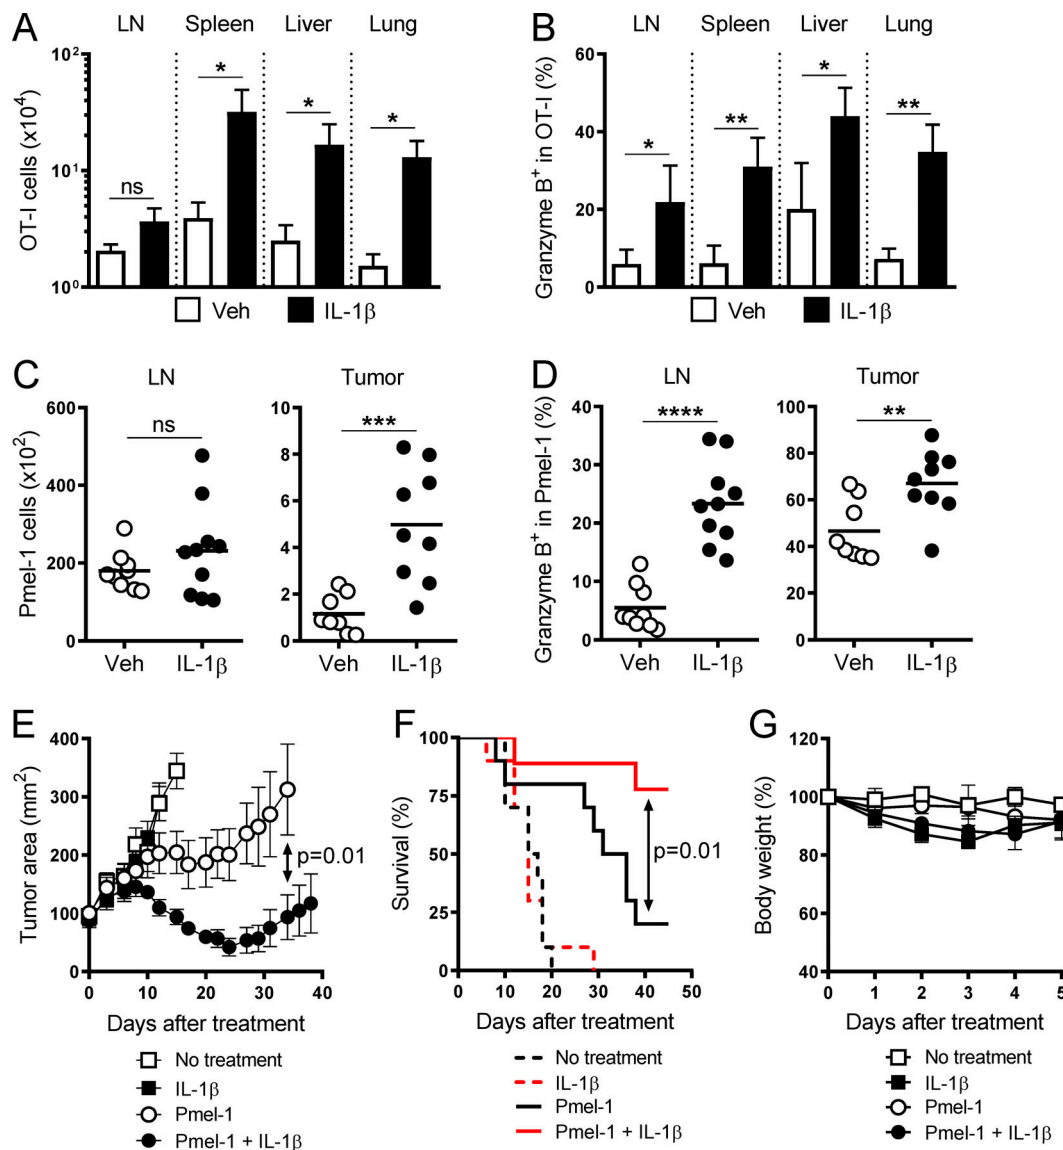 A
LN Spleen Liver Lung
OT-I cells (x10⁴)
10²
10¹
10⁰
ns
*
*
*
B
LN Spleen Liver Lung
Granzyme B⁺ in OT-I (%)
60
40
20
0
*
**
*
**
Veh IL-1β
Veh IL-1β
C
LN
Tumor
Pmel-1 cells (x10²)
600
400
200
0
ns
Veh IL-1β
8
6
4
2
0
***
Veh IL-1β
D
LN
Tumor
Granzyme B⁺ in Pmel-1 (%)
40
30
20
10
0
****
Veh IL-1β
100
80
60
40
20
0
**
Veh IL-1β
E
Tumor area (mm²)
400
300
200
100
0
p=0.01
0 10 20 30 40
Days after treatment
No treatment
IL-1β
Pmel-1
Pmel-1 + IL-1β
F
Survival (%)
100
75
50
25
0
p=0.01
0 10 20 30 40 50
Days after treatment
No treatment
IL-1β
Pmel-1
Pmel-1 + IL-1β
G
Body weight (%)
120
100
80
60
40
0 1 2 3 4 5
Days after treatment
No treatment
IL-1β
Pmel-1
Pmel-1 + IL-1β